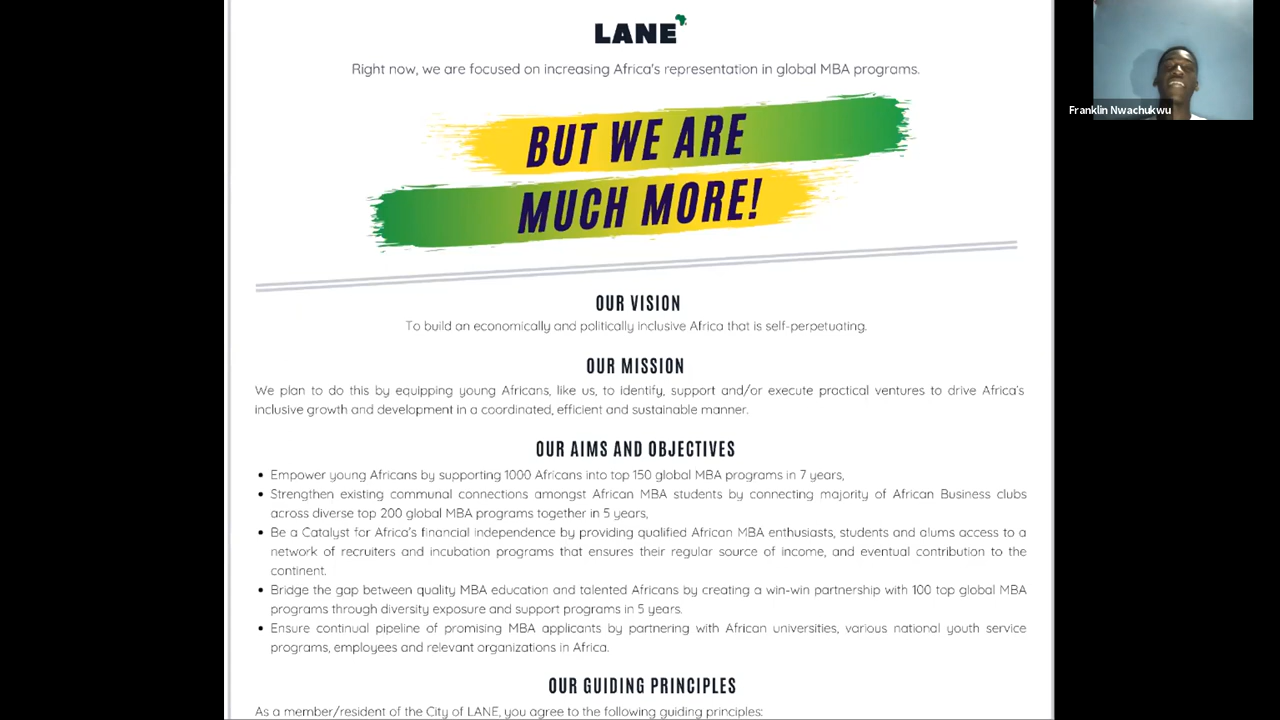 LANE
Right now, we are focused on increasing Africa's representation in global MBA programs.
Franklin Nwachukwu
BUT WE ARE
MUCH MORE!
OUR VISION
To build an economically and politically inclusive Africa that is self-perpetuating.
OUR MISSION
We plan to do this by equipping young Africans, like us, to identify, support and/or execute practical ventures to drive Africa's
inclusive growth and development in a coordinated, efficient and sustainable manner.
OUR AIMS AND OBJECTIVES
• Empower young Africans by supporting 1000 Africans into top 150 global MBA programs in 7 years,
• Strengthen existing communal connections amongst African MBA students by connecting majority of African Business clubs
across diverse top 200 global MBA programs together in 5 years,
• Be a Catalyst for Africa's financial independence by providing qualified African MBA enthusiasts, students and alums access to a
network of recruiters and incubation programs that ensures their regular source of income, and eventual contribution to the
continent.
• Bridge the gap between quality MBA education and talented Africans by creating a win-win partnership with 100 top global MBA
programs through diversity exposure and support programs in 5 years.
• Ensure continual pipeline of promising MBA applicants by partnering with African universities, various national youth service
programs, employees and relevant organizations in Africa.
OUR GUIDING PRINCIPLES
As a member/resident of the City of LANE, you agree to the following guiding principles: